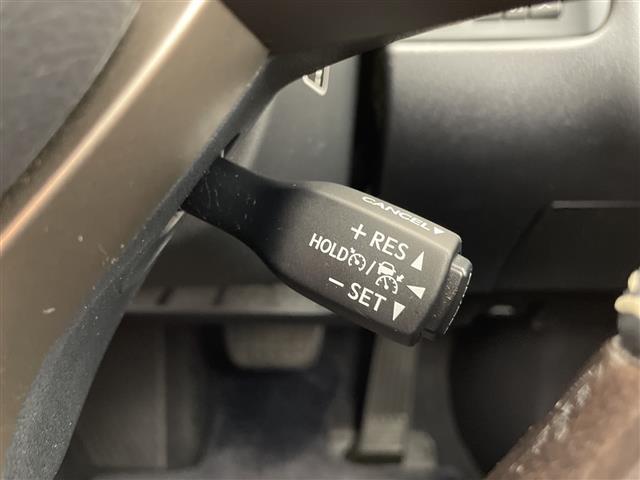 CANCEL▼
+ RES ▲
HOLD /
− SET ▼